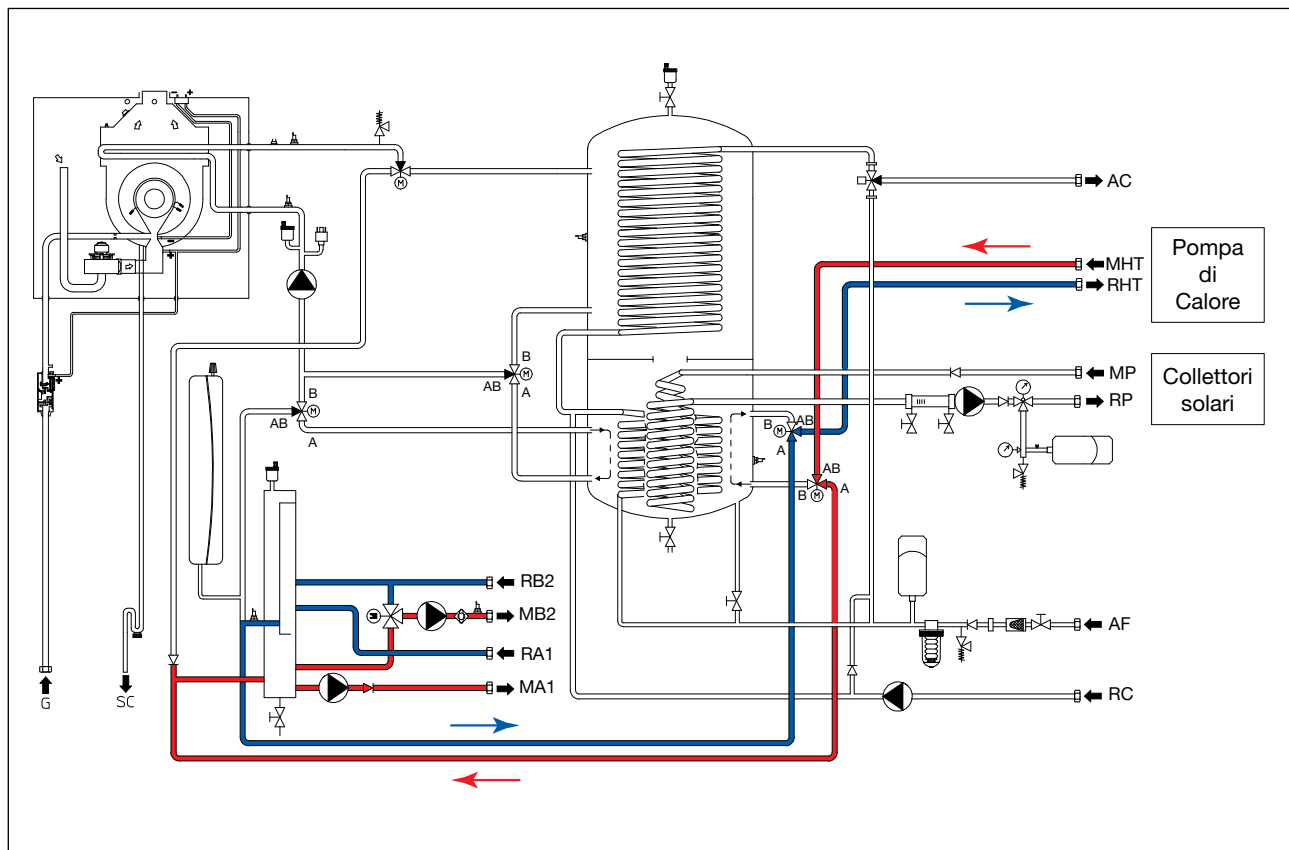 AC
MHT
RHT
Pompa
di
Calore
MP
RP
Collettori
solari
M
B
AB
M
A
B
AB
M
A
B
M
AB
A
AB
B
M
A
M
RB2
MB2
RA1
MA1
AF
RC
G
SC